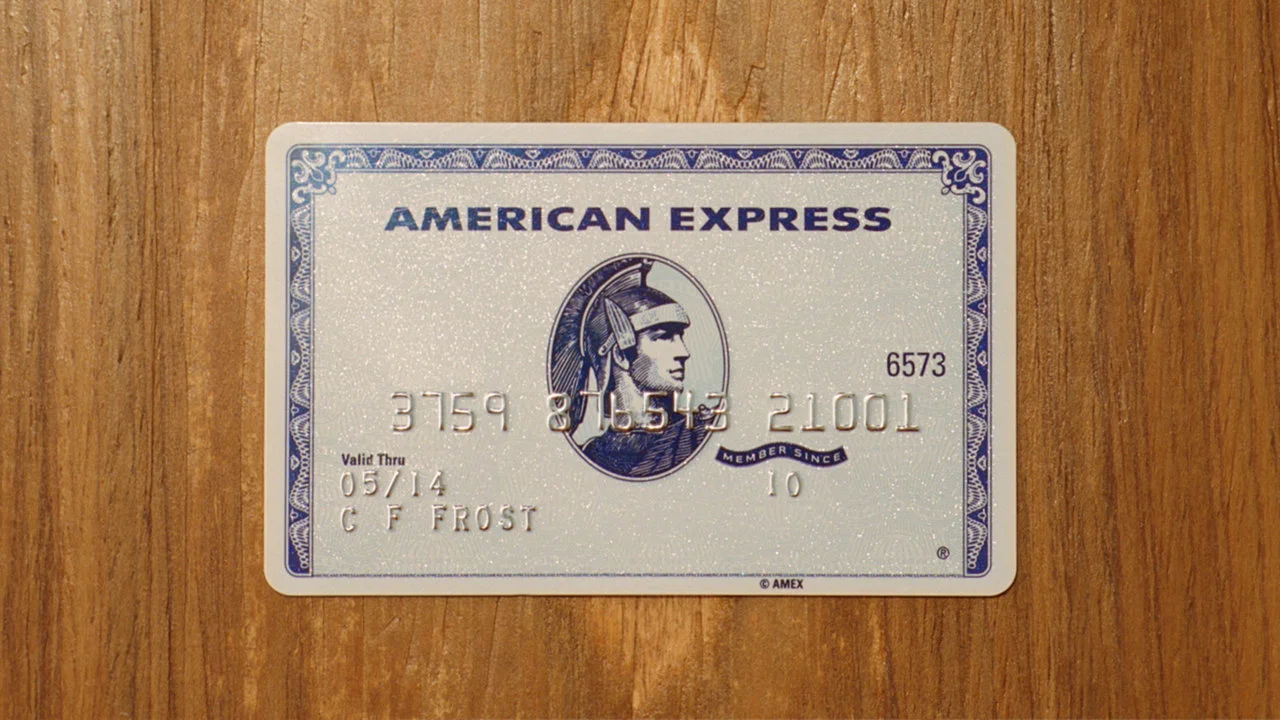 AMERICAN EXPRESS
6573
3759 876543 21001
Valid Thru
MEMBER SINCE
05/14
10
C F FROST
®
© AMEX